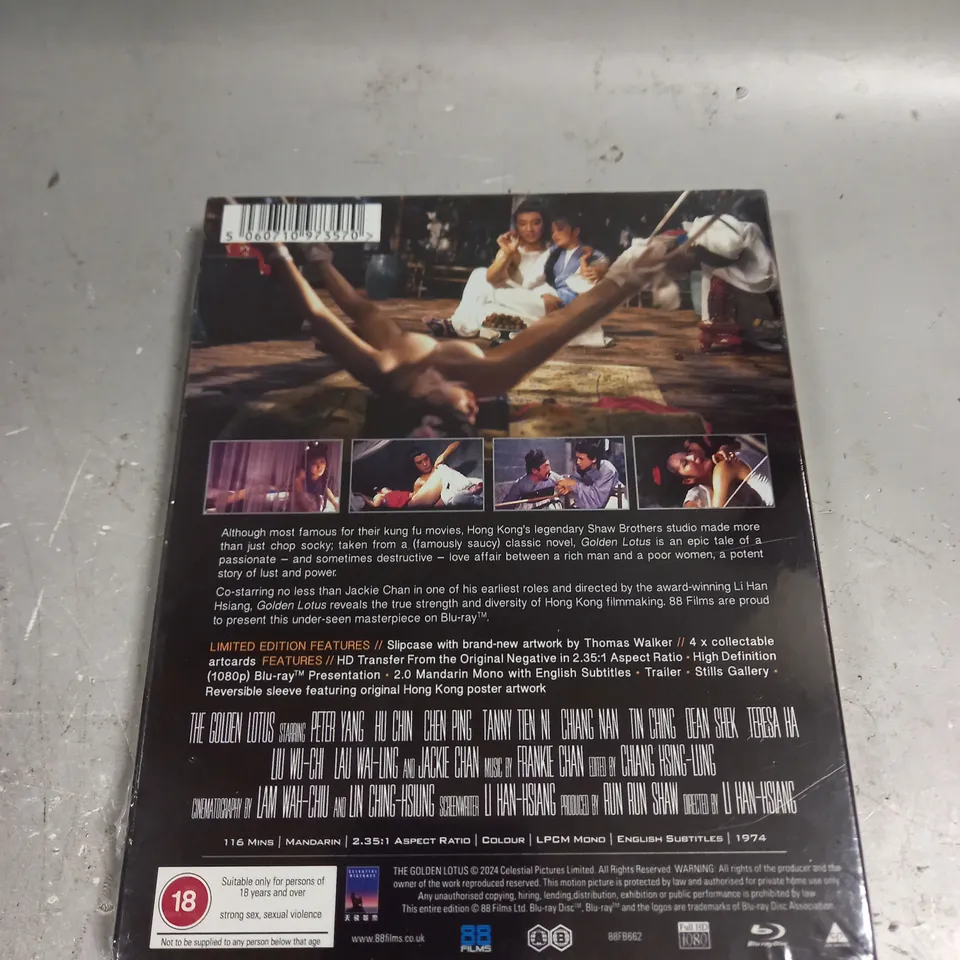 5 060710 973570 >
Although most famous for their kung fu movies, Hong Kong's legendary Shaw Brothers studio made more
than just chop socky; taken from a (famously saucy) classic novel, Golden Lotus is an epic tale of a
passionate – and sometimes destructive – love affair between a rich man and a poor women, a potent
story of lust and power.
Co-starring no less than Jackie Chan in one of his earliest roles and directed by the award-winning Li Han
Hsiang, Golden Lotus reveals the true strength and diversity of Hong Kong filmmaking. 88 Films are proud
to present this under-seen masterpiece on Blu-ray™.
LIMITED EDITION FEATURES // Slipcase with brand-new artwork by Thomas Walker // 4 x collectable
artcards FEATURES // HD Transfer From the Original Negative in 2.35:1 Aspect Ratio • High Definition
(1080p) Blu-ray™ Presentation • 2.0 Mandarin Mono with English Subtitles • Trailer • Stills Gallery •
Reversible sleeve featuring original Hong Kong poster artwork
THE GOLDEN LOTUS STARRING PETER YANG HU CHIN CHEN PING TANNY TIEN NI CHIANG NAN TIN CHING DEAN SHEK TERESA HA
LIU WU-CHI LAU WAI-LING AND JACKIE CHAN MUSIC BY FRANKIE CHAN EDITED BY CHIANG HSING-LUNG
CINEMATOGRAPHY BY LAM WAH-CHIU AND LIN CHING-HSIUNG SCREENWRITER LI HAN-HSIANG PRODUCED BY RUN RUN SHAW DIRECTED BY LI HAN-HSIANG
116 MINS | MANDARIN | 2.35:1 ASPECT RATIO | COLOUR | LPCM MONO | ENGLISH SUBTITLES | 1974
18
Suitable only for persons of
18 years and over
strong sex, sexual violence
Not to be supplied to any person below that age
CELESTIAL
PICTURES
天映娛樂
THE GOLDEN LOTUS © 2024 Celestial Pictures Limited. All Rights Reserved. WARNING: All rights of the producer and the
owner of the work reproduced reserved. This motion picture is protected by law and authorised for private home use only.
Any unauthorised copying, hiring, lending, distribution, exhibition or public performance is prohibited by law.
This entire edition © 88 Films Ltd. Blu-ray Disc™, Blu-ray™ and the logos are trademarks of Blu-ray Disc Association.
www.88films.co.uk
88
FILMS
A B
88FB662
Full HD
1080
Blu-ray Disc